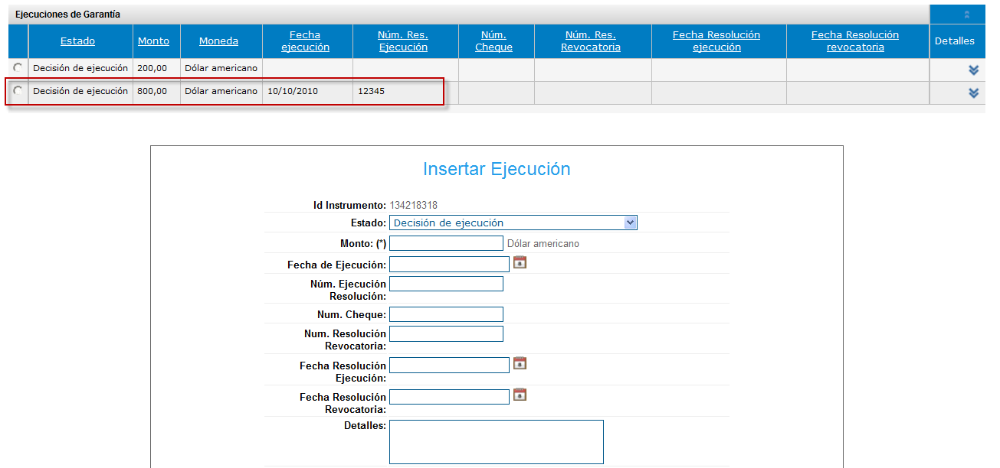 Ejecuciones de Garantía
Estado Monto Moneda Fecha ejecución Núm. Res. Ejecución Núm. Cheque Núm. Res. Revocatoria Fecha Resolución ejecución Fecha Resolución revocatoria Detalles
Decisión de ejecución 200,00 Dólar americano
Decisión de ejecución 800,00 Dólar americano 10/10/2010 12345
Insertar Ejecución
Id Instrumento: 134218318
Estado: Decisión de ejecución
Monto: (*) Dólar americano
Fecha de Ejecución:
Núm. Ejecución
Resolución:
Num. Cheque:
Num. Resolución
Revocatoria:
Fecha Resolución
Ejecución:
Fecha Resolución
Revocatoria:
Detalles: